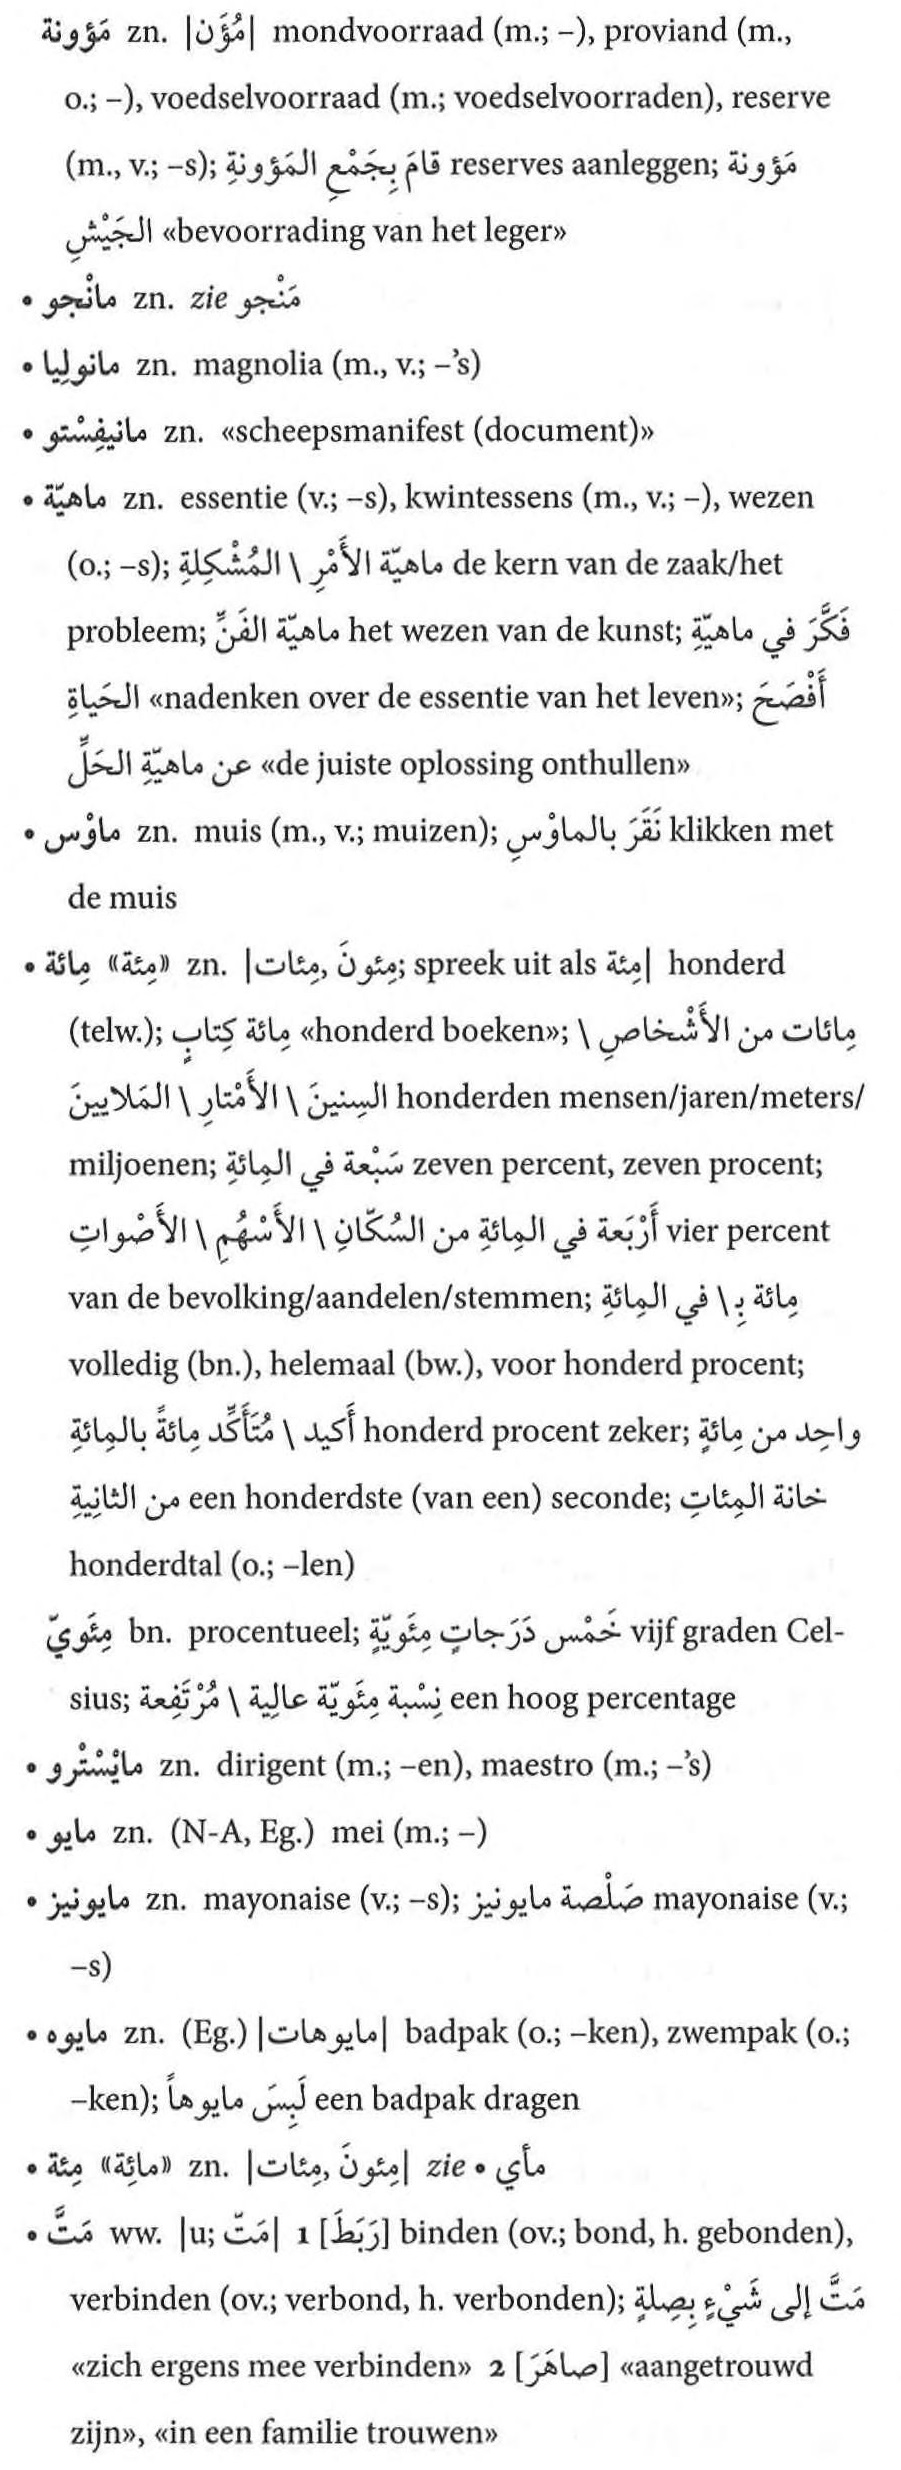 مَؤونة zn. |مُؤَن| mondvoorraad (m.; –), proviand (m.,
o.; –), voedselvoorraad (m.; voedselvoorraden), reserve
(m., v.; –s); قامَ بِجَمْعِ المَؤونةِ reserves aanleggen; مَؤونة
الجَيْشِ «bevoorrading van het leger»
• مانْجو zn. zie مَنْجو
• مانولِيا zn. magnolia (m., v.; –’s)
• مانيفِسْتو zn. «scheepsmanifest (document)»
• ماهيّة zn. essentie (v.; –s), kwintessens (m., v.; –), wezen
(o.; –s); ماهيّة الأَمْرِ \ المُشْكِلةِ de kern van de zaak/het
probleem; ماهيّة الفَنِّ het wezen van de kunst; فَكَّرَ في ماهيّةِ
الحَياةِ «nadenken over de essentie van het leven»; أَفْصَحَ
عن ماهيّةِ الحَلِّ «de juiste oplossing onthullen»
• ماوْس zn. muis (m., v.; muizen); نَقَرَ بالماوْسِ klikken met
de muis
• مِائة «مِئة» zn. |مِئونَ, مِئات; spreek uit als مِئة| honderd
(telw.); مِائة كِتابٍ «honderd boeken»; مِائات من الأَشْخاصِ \
السِنينَ \ الأَمْتارِ \ المَلايينَ honderden mensen/jaren/meters/
miljoenen; سَبْعة في المِائةِ zeven percent, zeven procent;
أَرْبَعة في المِائةِ من السُكّانِ \ الأَسْهُمِ \ الأَصْواتِ vier percent
van de bevolking/aandelen/stemmen; مِائة بِـ \ في المِائةِ
volledig (bn.), helemaal (bw.), voor honderd procent;
أَكيد \ مُتَأَكِّد مِائةً بالمِائةِ honderd procent zeker; واحِد من مِائةٍ
من الثانِيةِ een honderdste (van een) seconde; خانة المِئاتِ
honderdtal (o.; –len)
مِئَويّ bn. procentueel; خَمْس دَرَجاتٍ مِئَويّةٍ vijf graden Cel-
sius; نِسْبة مِئَويّة عالِية \ مُرْتَفِعة een hoog percentage
• مايْسْتْرو zn. dirigent (m.; –en), maestro (m.; –’s)
• مايو zn. (N-A, Eg.) mei (m.; –)
• مايونيز zn. mayonaise (v.; –s); صَلْصة مايونيز mayonaise (v.;
–s)
• مايوه zn. (Eg.) |مايوهات| badpak (o.; –ken), zwempak (o.;
–ken); لَبِسَ مايوهاً een badpak dragen
• مِئة «مائِة» zn. |مِئونَ, مِئات| zie • مأي
• مَتَّ ww. |u; مَتّ| 1 [رَبَطَ] binden (ov.; bond, h. gebonden),
verbinden (ov.; verbond, h. verbonden); مَتَّ إلى شَيْءٍ بِصِلةٍ
«zich ergens mee verbinden» 2 [صاهَرَ] «aangetrouwd
zijn», «in een familie trouwen»